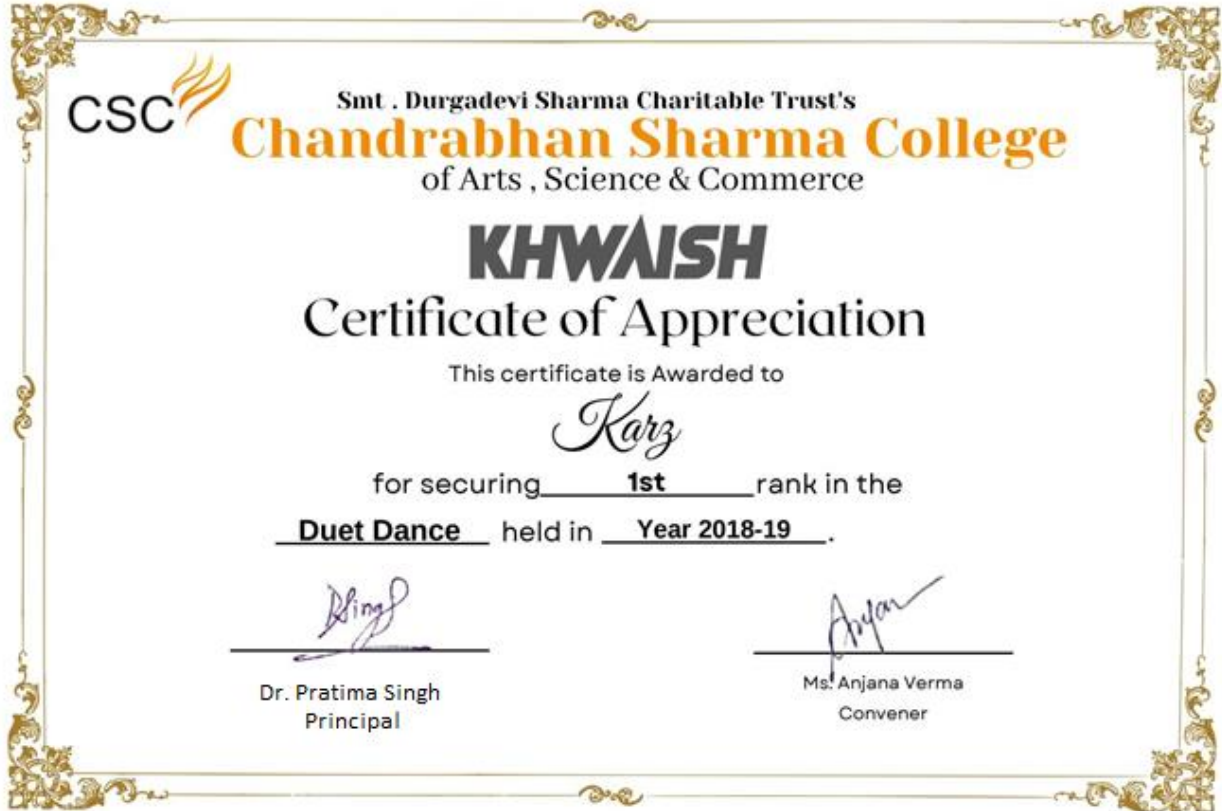 CSC
Smt . Durgadevi Sharma Charitable Trust's
Chandrabhan Sharma College
of Arts , Science & Commerce
KHWAISH
Certificate of Appreciation
This certificate is Awarded to
Karz
for securing 1st rank in the
Duet Dance held in Year 2018-19 .
Dr. Pratima Singh
Principal
Ms. Anjana Verma
Convener